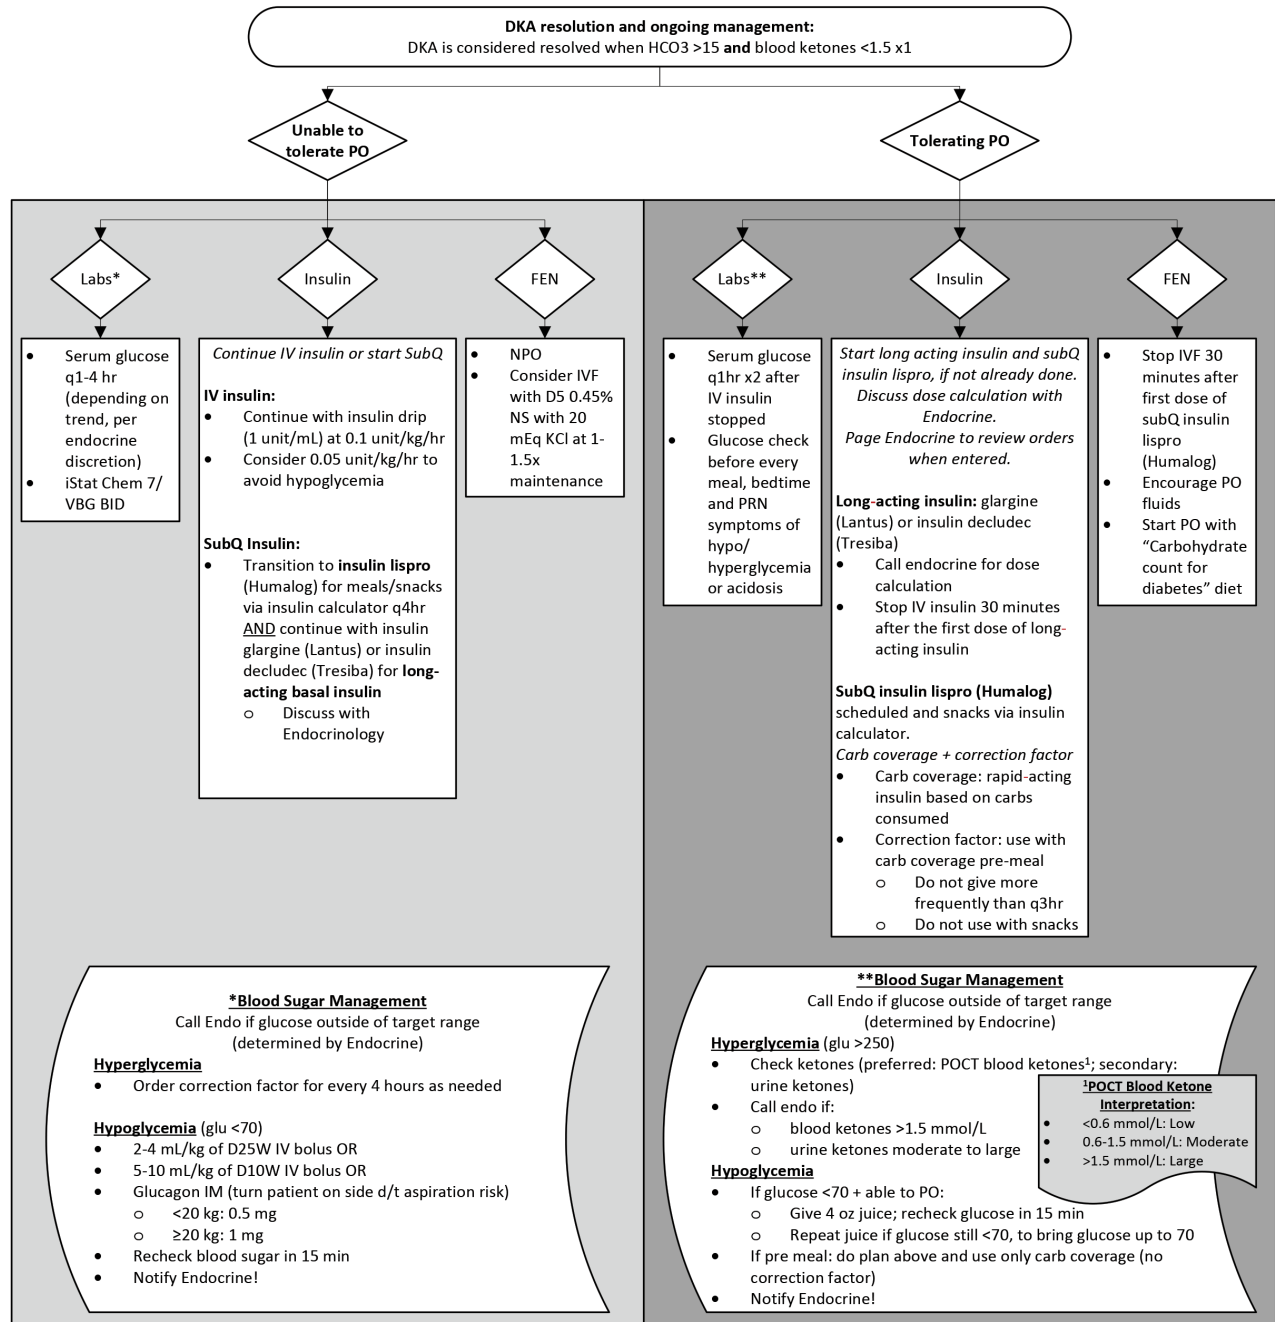 DKA resolution and ongoing management:
DKA is considered resolved when HCO3 >15 and blood ketones <1.5 x1
Unable to
tolerate PO
Tolerating PO
Labs*
Insulin
FEN
Labs**
Insulin
FEN
• Serum glucose
q1-4 hr
(depending on
trend, per
endocrine
discretion)
• iStat Chem 7/
VBG BID
Continue IV insulin or start SubQ
IV insulin:
• Continue with insulin drip
(1 unit/mL) at 0.1 unit/kg/hr
• Consider 0.05 unit/kg/hr to
avoid hypoglycemia
SubQ Insulin:
• Transition to insulin lispro
(Humalog) for meals/snacks
via insulin calculator q4hr
AND continue with insulin
glargine (Lantus) or insulin
decludec (Tresiba) for long-
acting basal insulin
o Discuss with
Endocrinology
• NPO
• Consider IVF
with D5 0.45%
NS with 20
mEq KCl at 1-
1.5x
maintenance
• Serum glucose
q1hr x2 after
IV insulin
stopped
• Glucose check
before every
meal, bedtime
and PRN
symptoms of
hypo/
hyperglycemia
or acidosis
Start long acting insulin and subQ
insulin lispro, if not already done.
Discuss dose calculation with
Endocrine.
Page Endocrine to review orders
when entered.
Long-acting insulin: glargine
(Lantus) or insulin decludec
(Tresiba)
• Call endocrine for dose
calculation
• Stop IV insulin 30 minutes
after the first dose of long-
acting insulin
SubQ insulin lispro (Humalog)
scheduled and snacks via insulin
calculator.
Carb coverage + correction factor
• Carb coverage: rapid-acting
insulin based on carbs
consumed
• Correction factor: use with
carb coverage pre-meal
o Do not give more
frequently than q3hr
o Do not use with snacks
• Stop IVF 30
minutes after
first dose of
subQ insulin
lispro
(Humalog)
• Encourage PO
fluids
• Start PO with
“Carbohydrate
count for
diabetes” diet
*Blood Sugar Management
Call Endo if glucose outside of target range
(determined by Endocrine)
Hyperglycemia
• Order correction factor for every 4 hours as needed
Hypoglycemia (glu <70)
• 2-4 mL/kg of D25W IV bolus OR
• 5-10 mL/kg of D10W IV bolus OR
• Glucagon IM (turn patient on side d/t aspiration risk)
o <20 kg: 0.5 mg
o ≥20 kg: 1 mg
• Recheck blood sugar in 15 min
• Notify Endocrine!
**Blood Sugar Management
Call Endo if glucose outside of target range
(determined by Endocrine)
Hyperglycemia (glu >250)
• Check ketones (preferred: POCT blood ketones¹; secondary:
urine ketones)
• Call endo if:
o blood ketones >1.5 mmol/L
o urine ketones moderate to large
Hypoglycemia
• If glucose <70 + able to PO:
o Give 4 oz juice; recheck glucose in 15 min
o Repeat juice if glucose still <70, to bring glucose up to 70
• If pre meal: do plan above and use only carb coverage (no
correction factor)
• Notify Endocrine!
¹POCT Blood Ketone
Interpretation:
• <0.6 mmol/L: Low
• 0.6-1.5 mmol/L: Moderate
• >1.5 mmol/L: Large